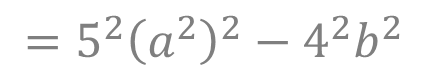 = 5²(a²)² − 4²b²